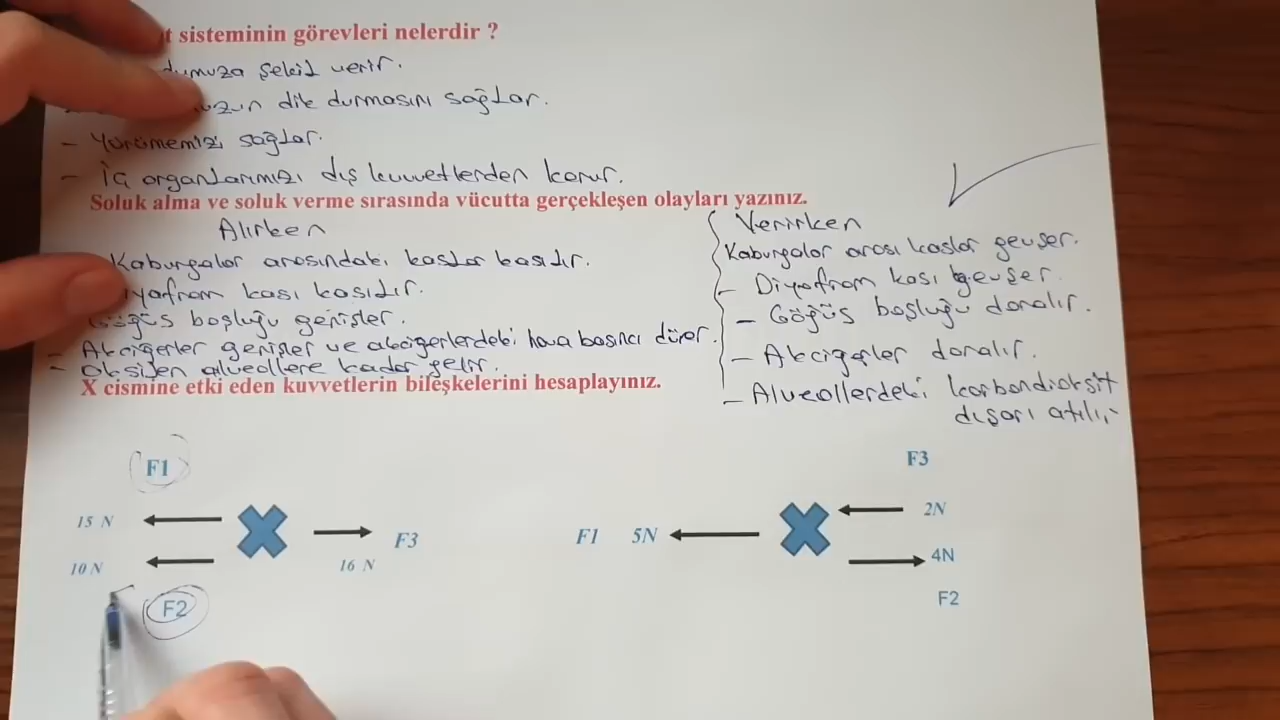 t sisteminin görevleri nelerdir ?
dumuza şekil verir.
uzun dik durmasını sağlar.
- Yürümemizi sağlar.
- İç organlarımızı dış kuvvetlerden korur.
Soluk alma ve soluk verme sırasında vücutta gerçekleşen olayları yazınız.
Alırken
Kaburgalar arasındaki kaslar kasılır.
iyafram kası kasılır.
Göğüs boşluğu genişler.
- Akciğerler genişler ve akciğerlerdeki hava basıncı düşer.
- Oksijen alveollere kadar gelir.
Verirken
Kaburgalar arası kaslar gevşer.
- Diyafram kası gevşer.
- Göğüs boşluğu daralır.
- Akciğerler daralır.
- Alveollerdeki karbondioksit
dışarı atılır
X cismine etki eden kuvvetlerin bileşkelerini hesaplayınız.
F1
15 N
10 N
F2
F3
16 N
F1 5N
F3
2N
4N
F2